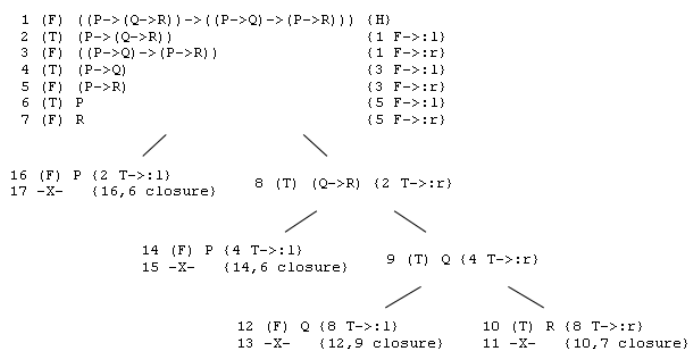 1 (F) ((P->(Q->R))->((P->Q)->(P->R))) {H}
2 (T) (P->(Q->R)) {1 F->:l}
3 (F) ((P->Q)->(P->R)) {1 F->:r}
4 (T) (P->Q) {3 F->:l}
5 (F) (P->R) {3 F->:r}
6 (T) P {5 F->:l}
7 (F) R {5 F->:r}
16 (F) P {2 T->:l}
17 -X- {16,6 closure}
8 (T) (Q->R) {2 T->:r}
14 (F) P {4 T->:l}
15 -X- {14,6 closure}
9 (T) Q {4 T->:r}
12 (F) Q {8 T->:l}
13 -X- {12,9 closure}
10 (T) R {8 T->:r}
11 -X- {10,7 closure}